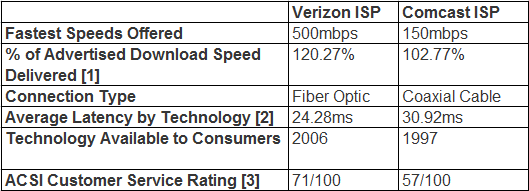 Verizon ISP Comcast ISP
Fastest Speeds Offered 500mbps 150mbps
% of Advertised Download Speed
Delivered [1] 120.27% 102.77%
Connection Type Fiber Optic Coaxial Cable
Average Latency by Technology [2] 24.28ms 30.92ms
Technology Available to Consumers 2006 1997
ACSI Customer Service Rating [3] 71/100 57/100